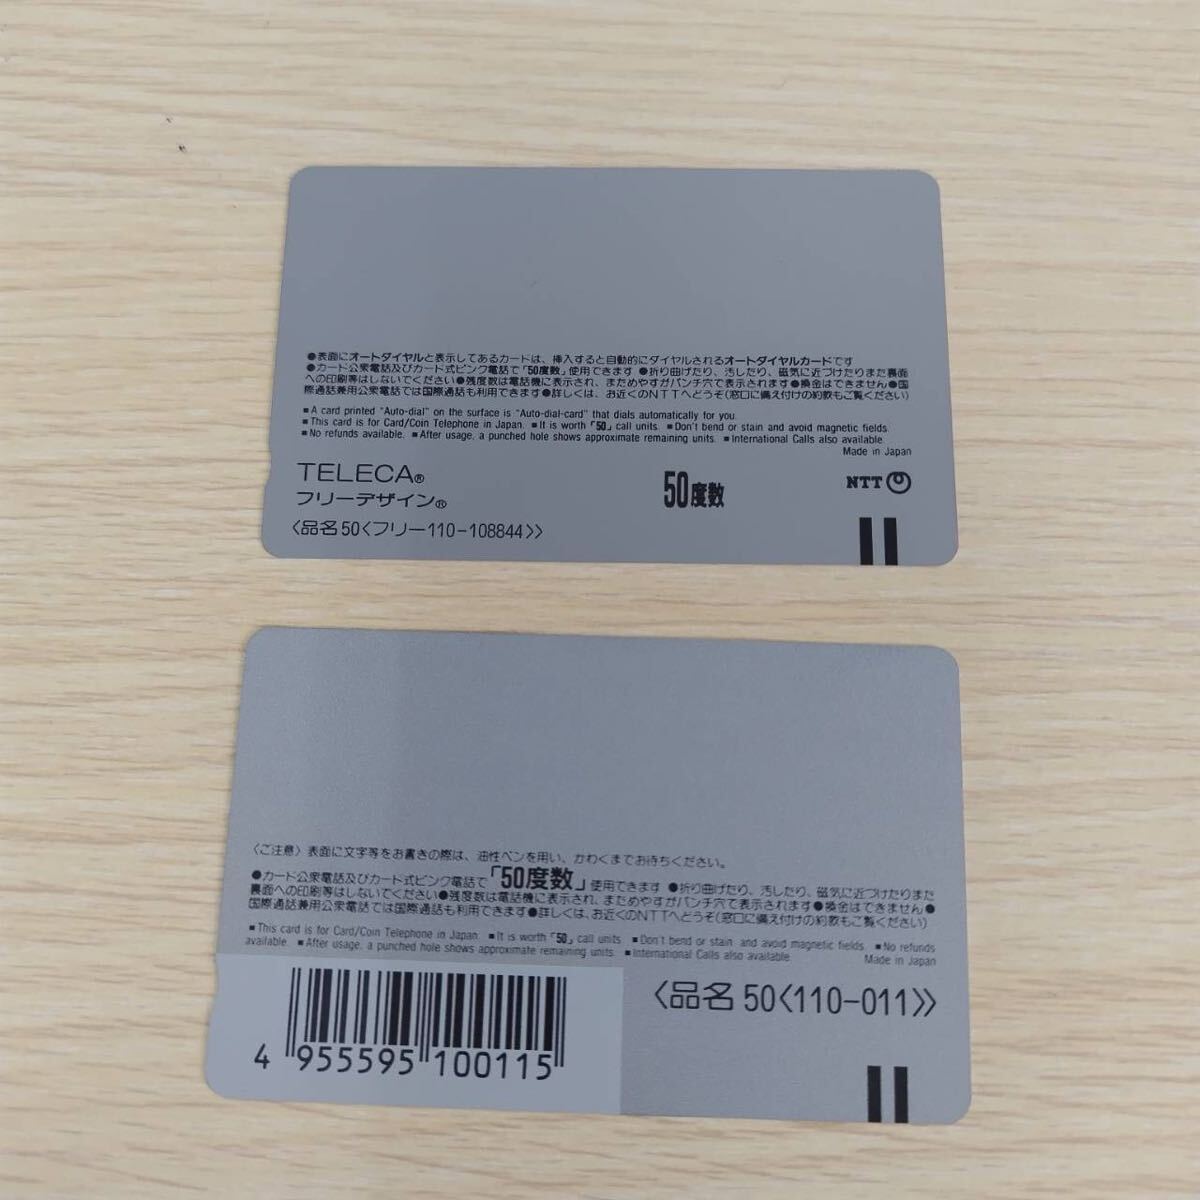 ●表面にオートダイヤルと表示してあるカードは、挿入すると自動的にダイヤルされるオートダイヤルカードです
●カード公衆電話及びカード式ピンク電話で「50度数」使用できます ●折り曲げたり、汚したり、磁気に近づけたりまた裏面
への印刷等はしないでください●残度数は電話機に表示され、まためやすがパンチ穴で表示されます●換金はできません●国
際通話兼用公衆電話では国際通話も利用できます●詳しくは、お近くのNTTへどうぞ(窓口に備え付けの約款もご覧ください)
■A card printed "Auto-dial" on the surface is "Auto-dial-card" that dials automatically for you.
■This card is for Card/Coin Telephone in Japan. ■It is worth「50」call units. ■Don't bend or stain and avoid magnetic fields.
■No refunds available. ■After usage, a punched hole shows approximate remaining units. ■International Calls also available.
Made in Japan
TELECA®
フリーデザイン®
50度数
NTT
〈品名50〈フリー110-108844〉〉
〈ご注意〉表面に文字等をお書きの際は、油性ペンを用い、かわくまでお待ちください。
●カード公衆電話及びカード式ピンク電話で「50度数」使用できます ●折り曲げたり、汚したり、磁気に近づけたりまた
裏面への印刷等はしないでください●残度数は電話機に表示され、まためやすがパンチ穴で表示されます●換金はできません●
国際通話兼用公衆電話では国際通話も利用できます●詳しくは、お近くのNTTへどうぞ(窓口に備え付けの約款もご覧ください)
■This card is for Card/Coin Telephone in Japan. ■It is worth「50」call units ■Don't bend or stain and avoid magnetic fields. ■No refunds
available. ■After usage, a punched hole shows approximate remaining units. ■International Calls also available.
Made in Japan
〈品名50〈110-011〉〉
4 955595 100115